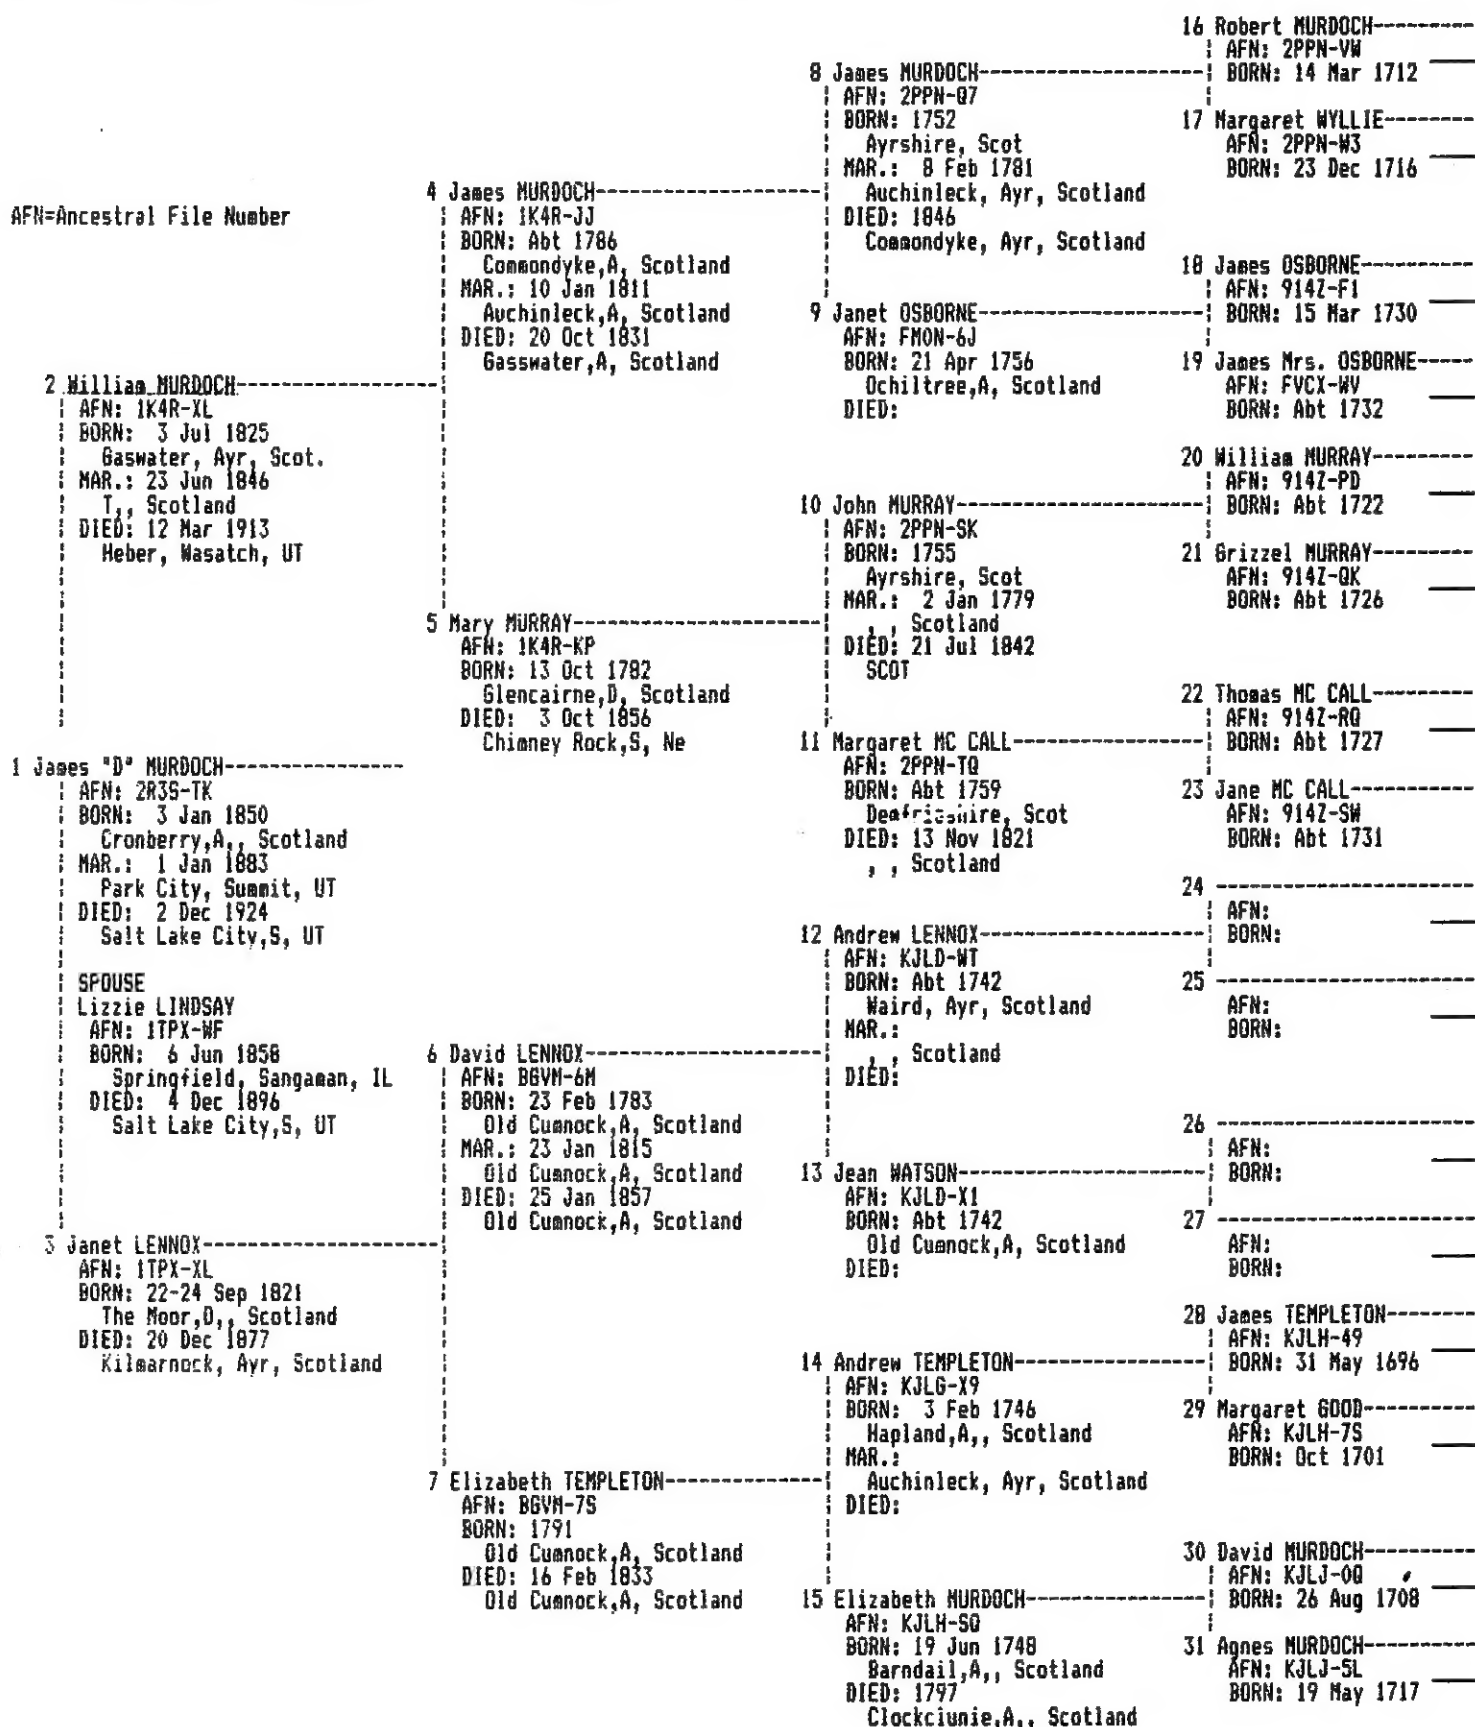 AFN=Ancestral File Number
1 James "D" MURDOCH
AFN: 2R3S-TK
BORN: 3 Jan 1850
Cronberry,A,, Scotland
MAR.: 1 Jan 1883
Park City, Summit, UT
DIED: 2 Dec 1924
Salt Lake City,S, UT
SPOUSE
Lizzie LINDSAY
AFN: 1TPX-WF
BORN: 6 Jun 1858
Springfield, Sangaman, IL
DIED: 4 Dec 1896
Salt Lake City,S, UT
2 William MURDOCH
AFN: 1K4R-XL
BORN: 3 Jul 1825
Gaswater, Ayr, Scot.
MAR.: 23 Jun 1846
T,, Scotland
DIED: 12 Mar 1913
Heber, Wasatch, UT
3 Janet LENNOX
AFN: 1TPX-XL
BORN: 22-24 Sep 1821
The Moor,D,, Scotland
DIED: 20 Dec 1877
Kilmarnock, Ayr, Scotland
4 James MURDOCH
AFN: 1K4R-JJ
BORN: Abt 1786
Commondyke,A, Scotland
MAR.: 10 Jan 1811
Auchinleck,A, Scotland
DIED: 20 Oct 1831
Gasswater,A, Scotland
5 Mary MURRAY
AFN: 1K4R-KP
BORN: 13 Oct 1782
Glencairne,D, Scotland
DIED: 3 Oct 1856
Chimney Rock,S, Ne
6 David LENNOX
AFN: BGVM-6M
BORN: 23 Feb 1783
Old Cumnock,A, Scotland
MAR.: 23 Jan 1815
Old Cumnock,A, Scotland
DIED: 25 Jan 1857
Old Cumnock,A, Scotland
7 Elizabeth TEMPLETON
AFN: BGVM-7S
BORN: 1791
Old Cumnock,A, Scotland
DIED: 16 Feb 1833
Old Cumnock,A, Scotland
8 James MURDOCH
AFN: 2PPN-Q7
BORN: 1752
Ayrshire, Scot
MAR.: 8 Feb 1781
Auchinleck, Ayr, Scotland
DIED: 1846
Commondyke, Ayr, Scotland
9 Janet OSBORNE
AFN: FMQN-6J
BORN: 21 Apr 1756
Ochiltree,A, Scotland
DIED:
10 John MURRAY
AFN: 2PPN-SK
BORN: 1755
Ayrshire, Scot
MAR.: 2 Jan 1779
, , Scotland
DIED: 21 Jul 1842
SCOT
11 Margaret MC CALL
AFN: 2PPN-TQ
BORN: Abt 1759
Scot
DIED: 13 Nov 1821
, , Scotland
12 Andrew LENNOX
AFN: KJLD-WT
BORN: Abt 1742
Waird, Ayr, Scotland
MAR.:
, , Scotland
DIED:
13 Jean WATSON
AFN: KJLD-X1
BORN: Abt 1742
Old Cumnock,A, Scotland
DIED:
14 Andrew TEMPLETON
AFN: KJLG-X9
BORN: 3 Feb 1746
Hapland,A,, Scotland
MAR.:
Auchinleck, Ayr, Scotland
DIED:
15 Elizabeth MURDOCH
AFN: KJLH-SQ
BORN: 19 Jun 1748
Barndail,A,, Scotland
DIED: 1797
Clockciunie,A,, Scotland
16 Robert MURDOCH
AFN: 2PPN-VW
BORN: 14 Mar 1712
17 Margaret WYLLIE
AFN: 2PPN-W3
BORN: 23 Dec 1716
18 James OSBORNE
AFN: 914Z-F1
BORN: 15 Mar 1730
19 James Mrs. OSBORNE
AFN: FVCX-WV
BORN: Abt 1732
20 William MURRAY
AFN: 914Z-PD
BORN: Abt 1722
21 Grizzel MURRAY
AFN: 914Z-QK
BORN: Abt 1726
22 Thomas MC CALL
AFN: 914Z-RQ
BORN: Abt 1727
23 Jane MC CALL
AFN: 914Z-SW
BORN: Abt 1731
24
AFN:
BORN:
25
AFN:
BORN:
26
AFN:
BORN:
27
AFN:
BORN:
28 James TEMPLETON
AFN: KJLH-49
BORN: 31 May 1696
29 Margaret GOOD
AFN: KJLH-7S
BORN: Oct 1701
30 David MURDOCH
AFN: KJLJ-0Q
BORN: 26 Aug 1708
31 Agnes MURDOCH
AFN: KJLJ-5L
BORN: 19 May 1717